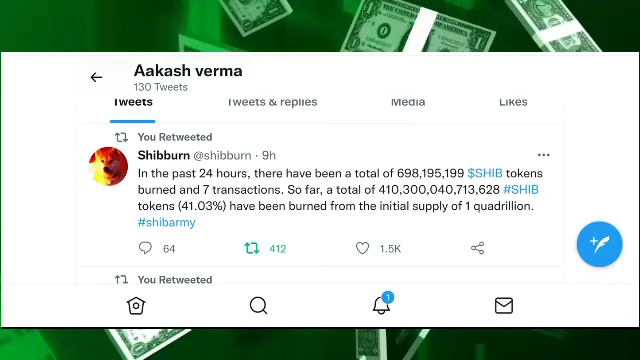 Aakash verma
130 Tweets
Tweets Tweets & replies Media Likes
You Retweeted
Shibburn @shibburn · 9h
In the past 24 hours, there have been a total of 698,195,199 $SHIB tokens
burned and 7 transactions. So far, a total of 410,300,040,713,628 #SHIB
tokens (41.03%) have been burned from the initial supply of 1 quadrillion.
#shibarmy
64 412 1.5K
You Retweeted
1